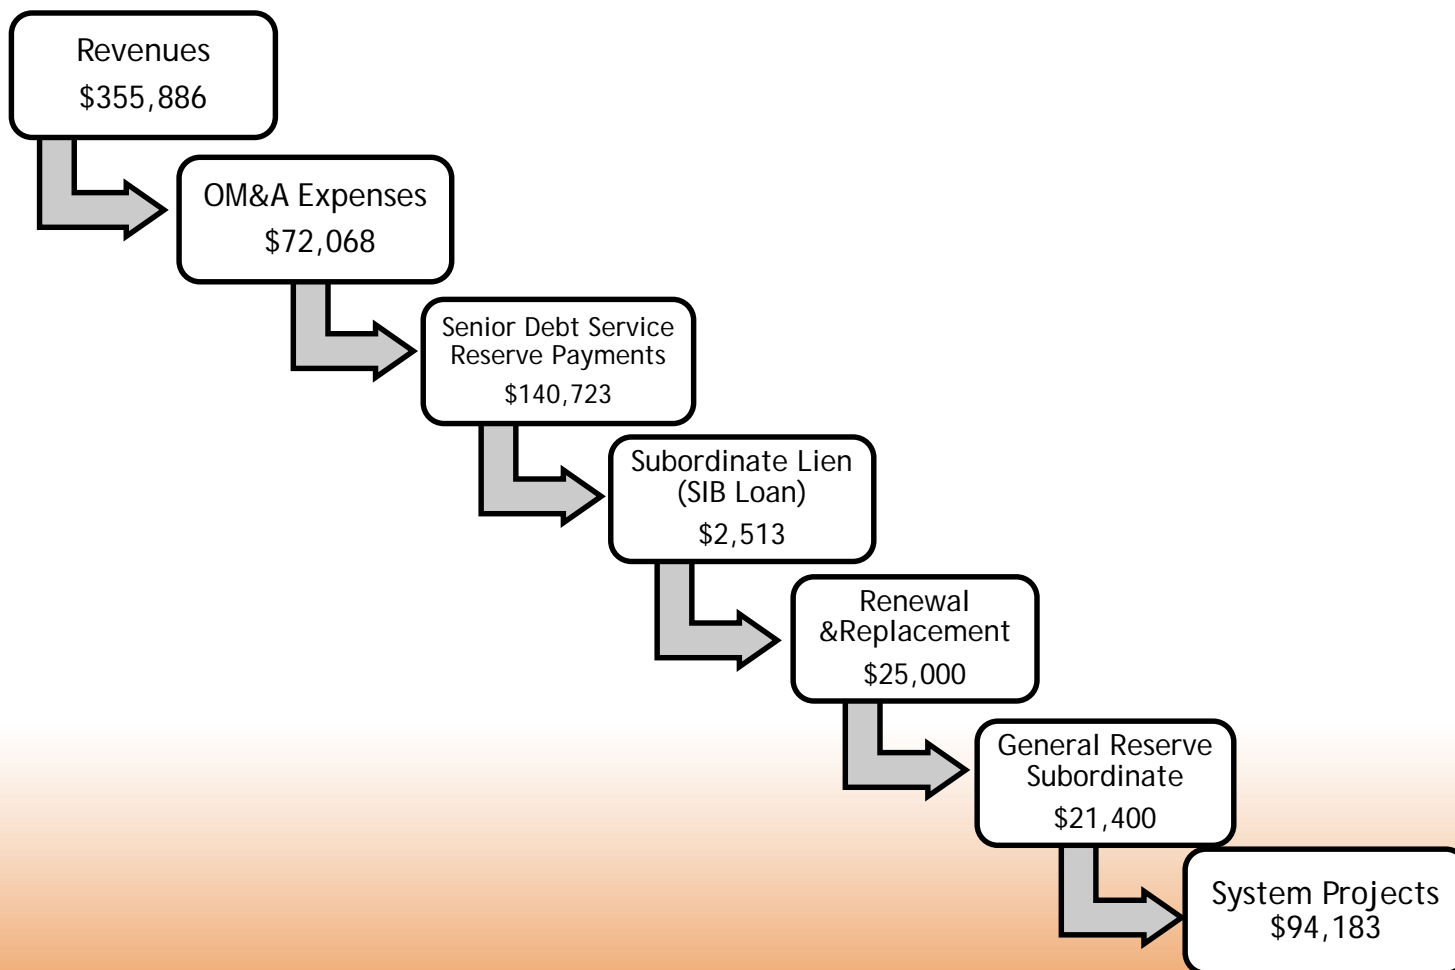 Revenues
$355,886
OM&A Expenses
$72,068
Senior Debt Service
Reserve Payments
$140,723
Subordinate Lien
(SIB Loan)
$2,513
Renewal
&Replacement
$25,000
General Reserve
Subordinate
$21,400
System Projects
$94,183